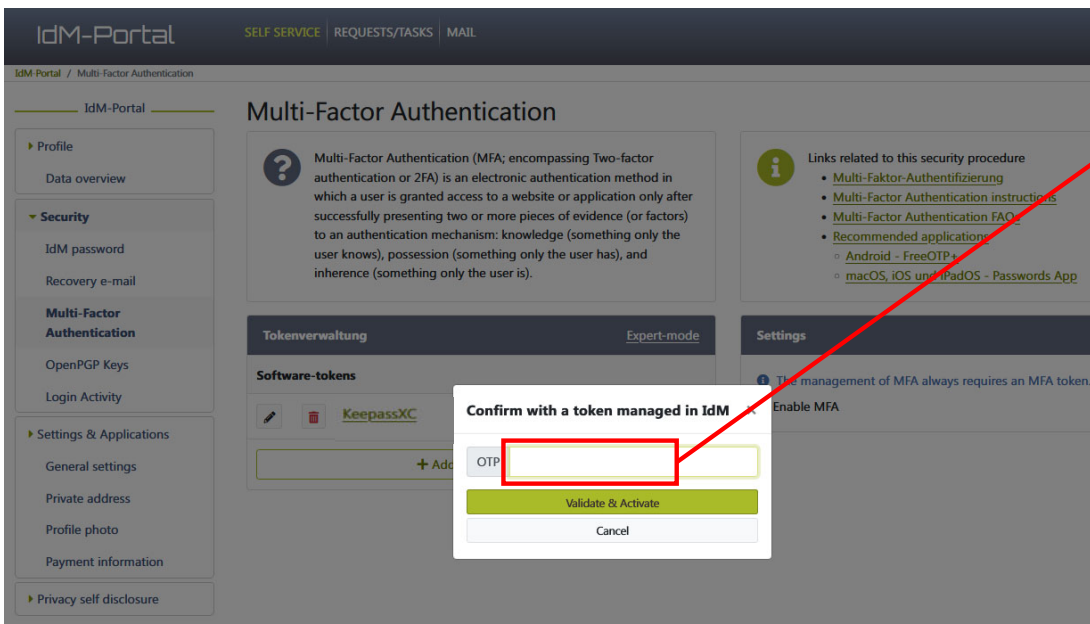 IdM-Portal
SELF SERVICE
REQUESTS/TASKS
MAIL
IdM-Portal / Multi-Factor Authentication
IdM-Portal
Profile
Data overview
Security
IdM password
Recovery e-mail
Multi-Factor
Authentication
OpenPGP Keys
Login Activity
Settings & Applications
General settings
Private address
Profile photo
Payment information
Privacy self disclosure
Multi-Factor Authentication
Multi-Factor Authentication (MFA; encompassing Two-factor
authentication or 2FA) is an electronic authentication method in
which a user is granted access to a website or application only after
successfully presenting two or more pieces of evidence (or factors)
to an authentication mechanism: knowledge (something only the
user knows), possession (something only the user has), and
inherence (something only the user is).
Links related to this security procedure
Multi-Faktor-Authentifizierung
Multi-Factor Authentication instructions
Multi-Factor Authentication FAQs
Recommended applications
Android - FreeOTP+
macOS, iOS und iPadOS - Passwords App
Tokenverwaltung
Expert-mode
Software-tokens
KeepassXC
+ Add
Settings
The management of MFA always requires an MFA token.
Enable MFA
Confirm with a token managed in IdM
OTP
Validate & Activate
Cancel